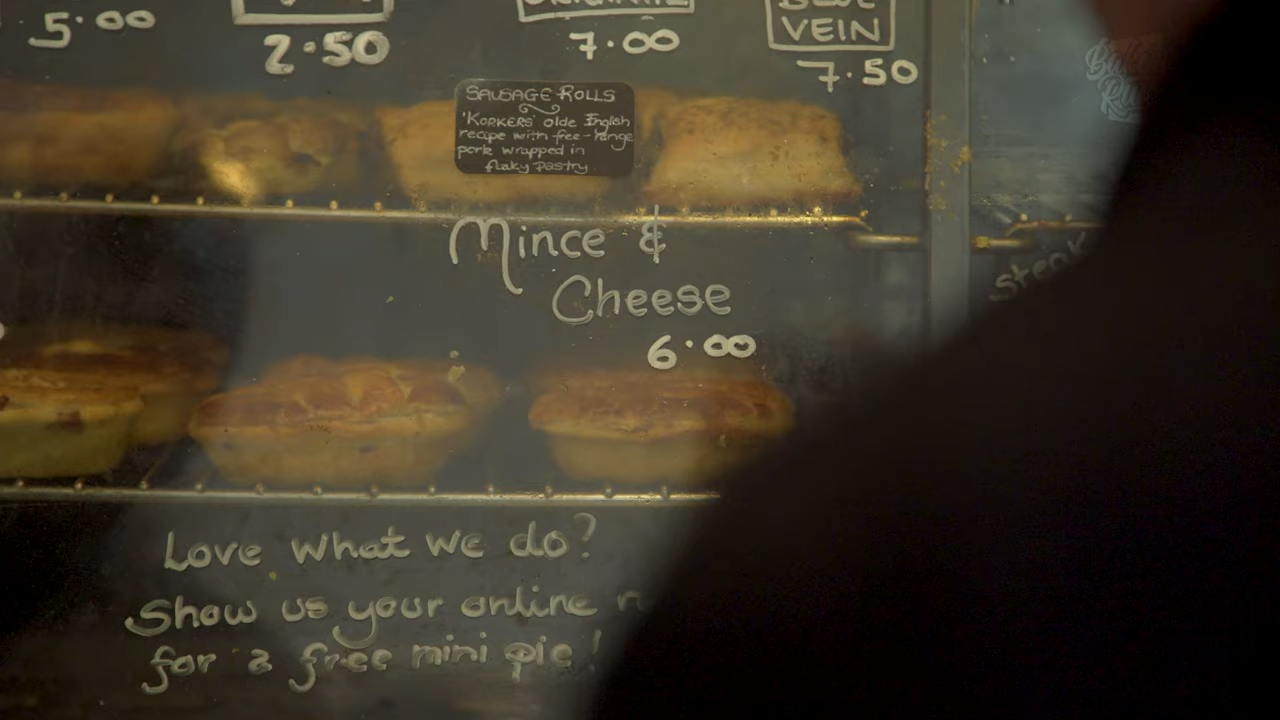 5.00
2.50
ORIGINAL
7.00
BLUE
VEIN
7.50
SAUSAGE ROLLS
'KORKERS' olde English
recipe with free-range
pork wrapped in
flaky pastry
Mince &
Cheese
6.00
steak
Love what we do?
Show us your online
for a free mini pie!